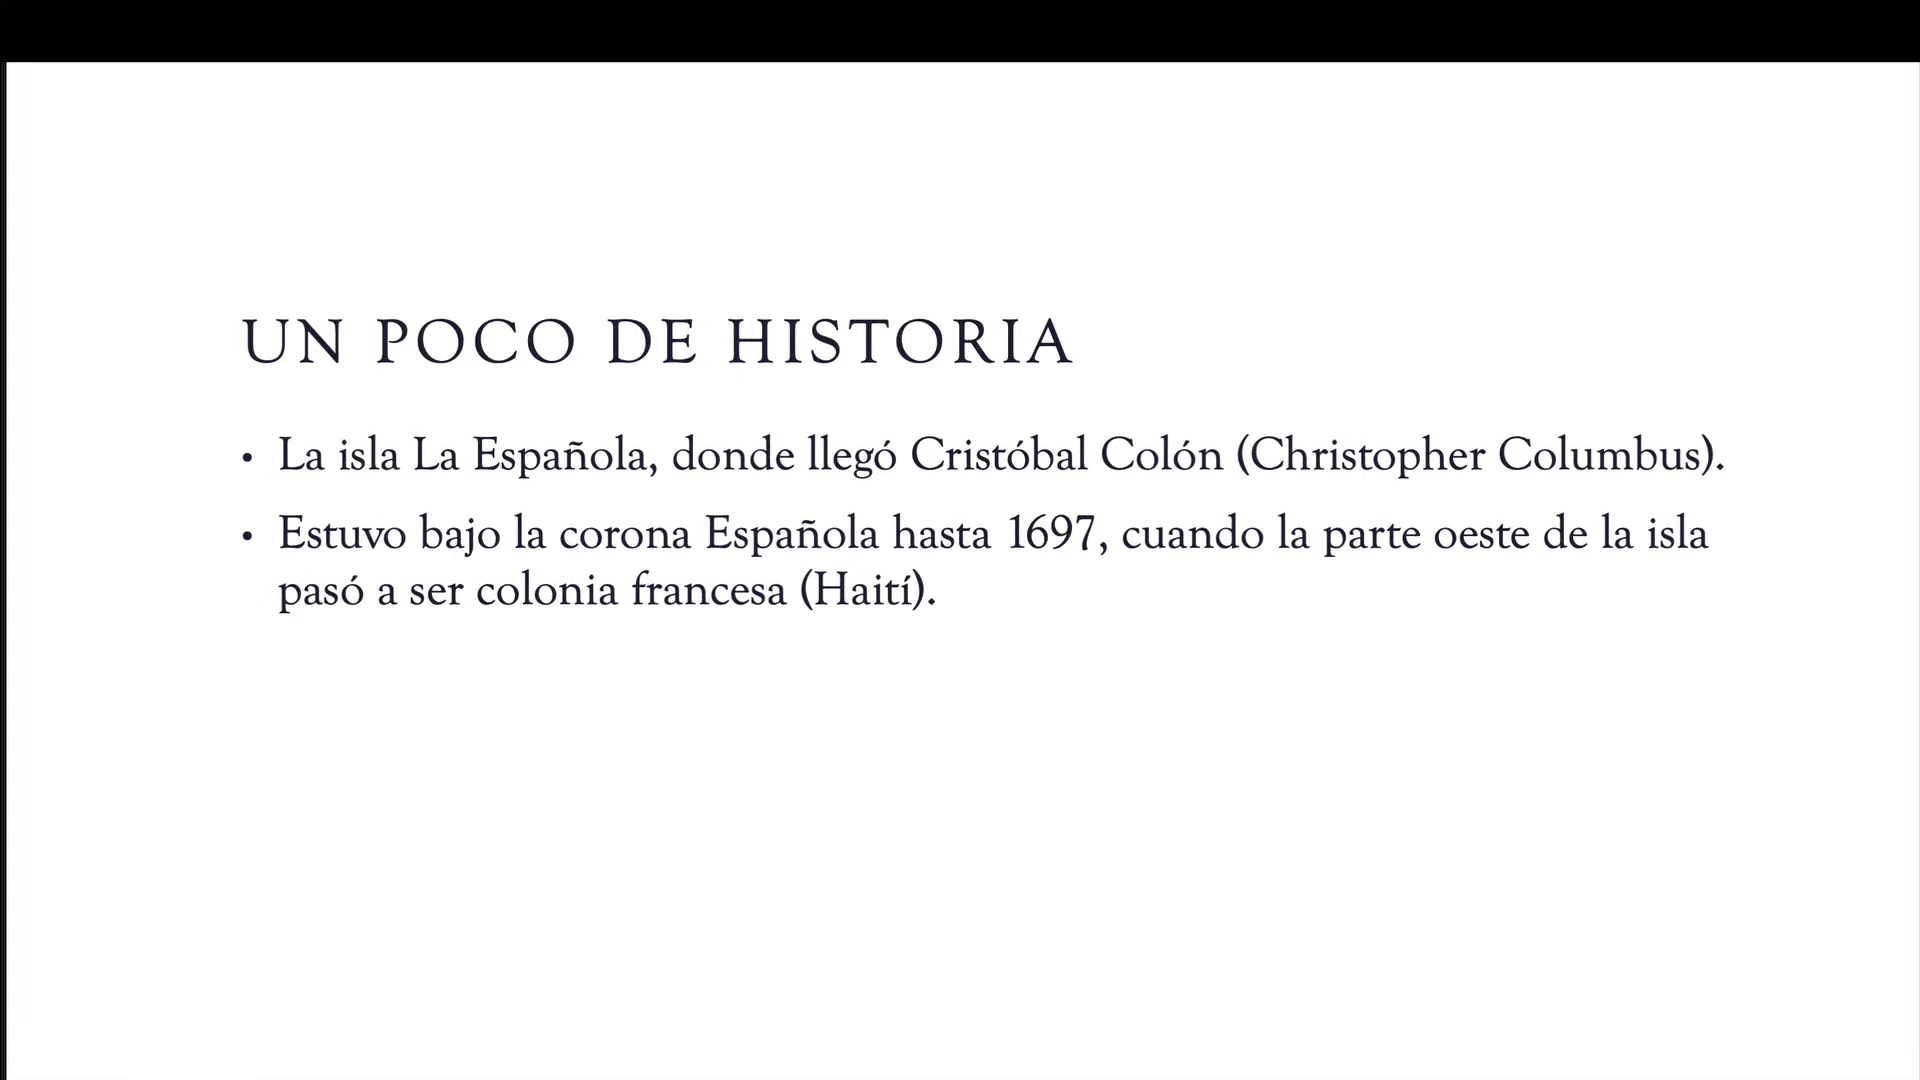 UN POCO DE HISTORIA
• La isla La Española, donde llegó Cristóbal Colón (Christopher Columbus).
• Estuvo bajo la corona Española hasta 1697, cuando la parte oeste de la isla
pasó a ser colonia francesa (Haití).